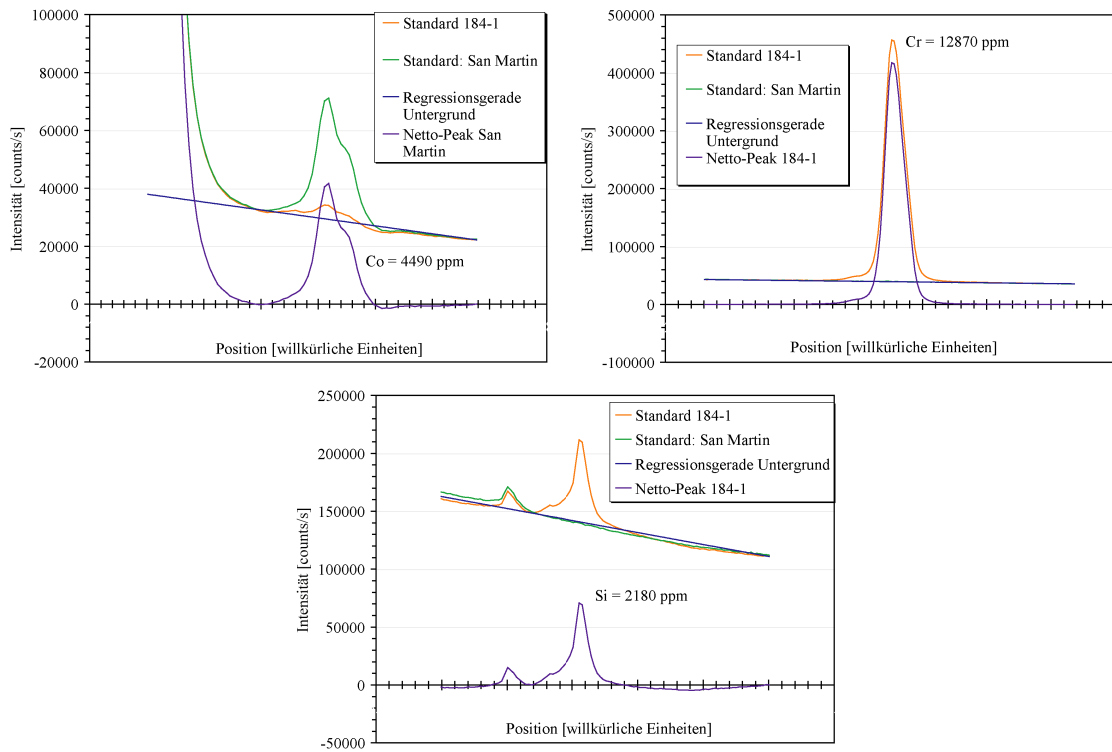 100000
80000
60000
40000
20000
0
-20000
Intensität [counts/s]
Position [willkürliche Einheiten]
Standard 184-1
Standard: San Martin
Regressionsgerade
Untergrund
Netto-Peak San
Martin
Co = 4490 ppm
500000
400000
300000
200000
100000
0
-100000
Intensität [counts/s]
Position [willkürliche Einheiten]
Standard 184-1
Standard: San Martin
Regressionsgerade
Untergrund
Netto-Peak 184-1
Cr = 12870 ppm
250000
200000
150000
100000
50000
0
-50000
Intensität [counts/s]
Position [willkürliche Einheiten]
Standard 184-1
Standard: San Martin
Regressionsgerade Untergrund
Netto-Peak 184-1
Si = 2180 ppm